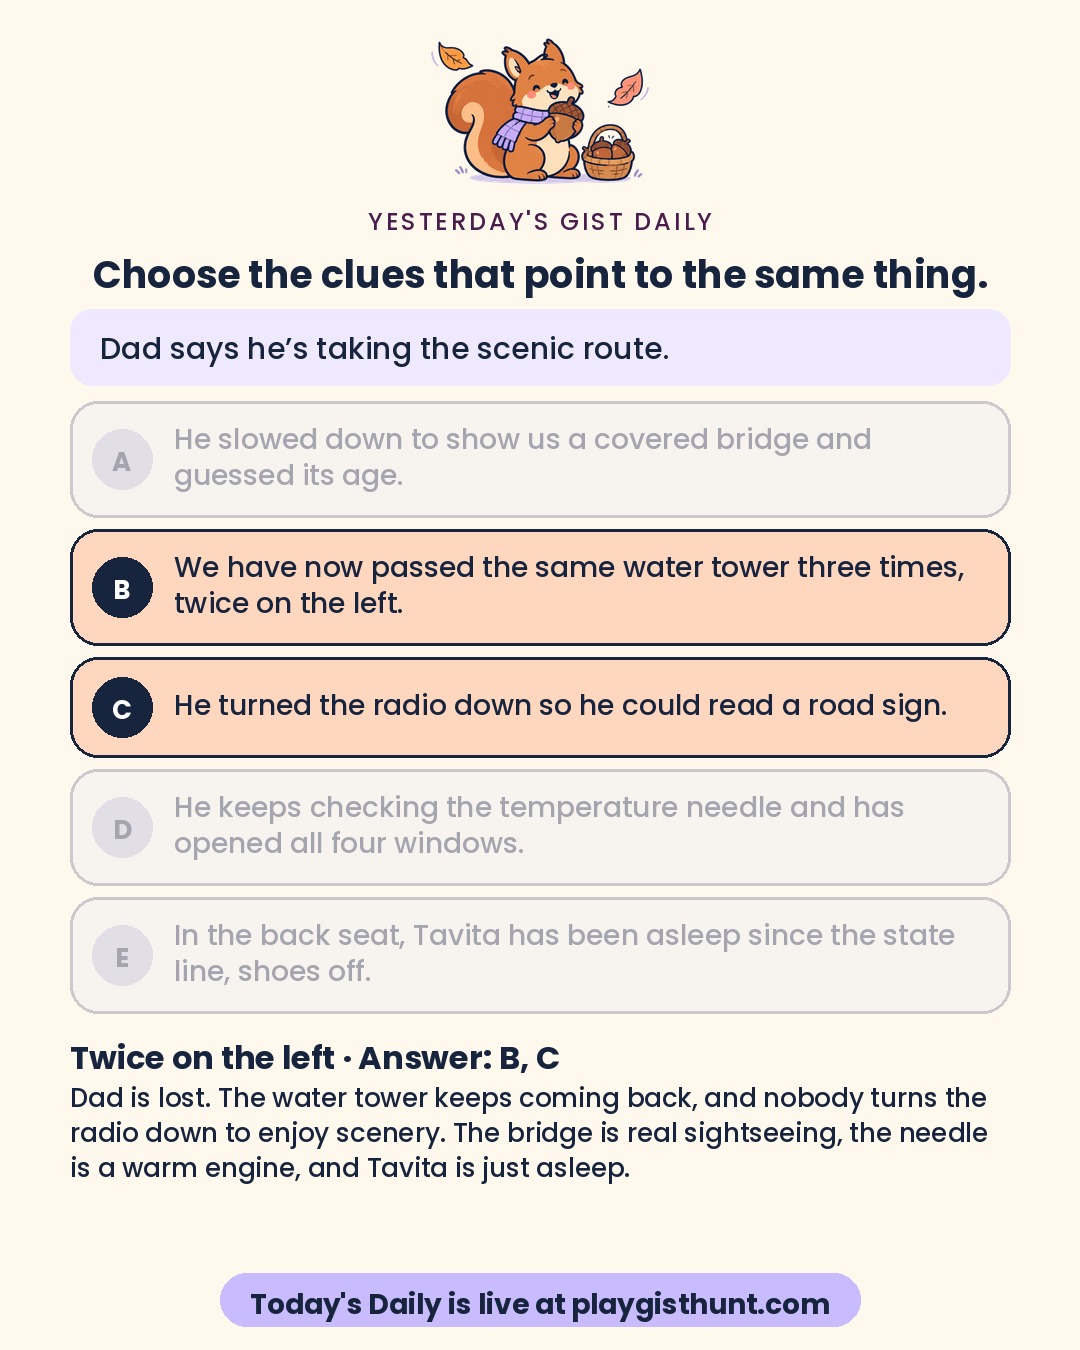 YESTERDAY'S GIST DAILY
Choose the clues that point to the same thing.
Dad says he’s taking the scenic route.
A
He slowed down to show us a covered bridge and
guessed its age.
B
We have now passed the same water tower three times,
twice on the left.
C
He turned the radio down so he could read a road sign.
D
He keeps checking the temperature needle and has
opened all four windows.
E
In the back seat, Tavita has been asleep since the state
line, shoes off.
Twice on the left · Answer: B, C
Dad is lost. The water tower keeps coming back, and nobody turns the
radio down to enjoy scenery. The bridge is real sightseeing, the needle
is a warm engine, and Tavita is just asleep.
Today's Daily is live at playgisthunt.com